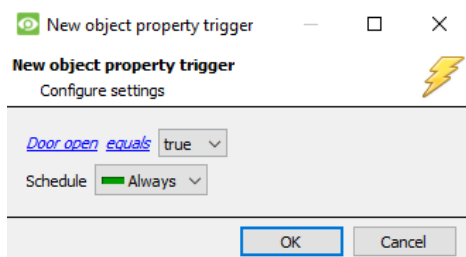 New object property trigger
New object property trigger
Configure settings
Door open equals true
Schedule Always
OK Cancel